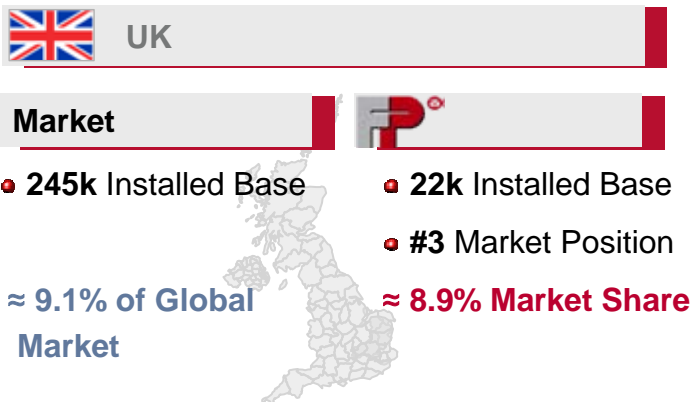 UK
Market
FP
245k Installed Base
22k Installed Base
#3 Market Position
≈ 9.1% of Global
Market
≈ 8.9% Market Share